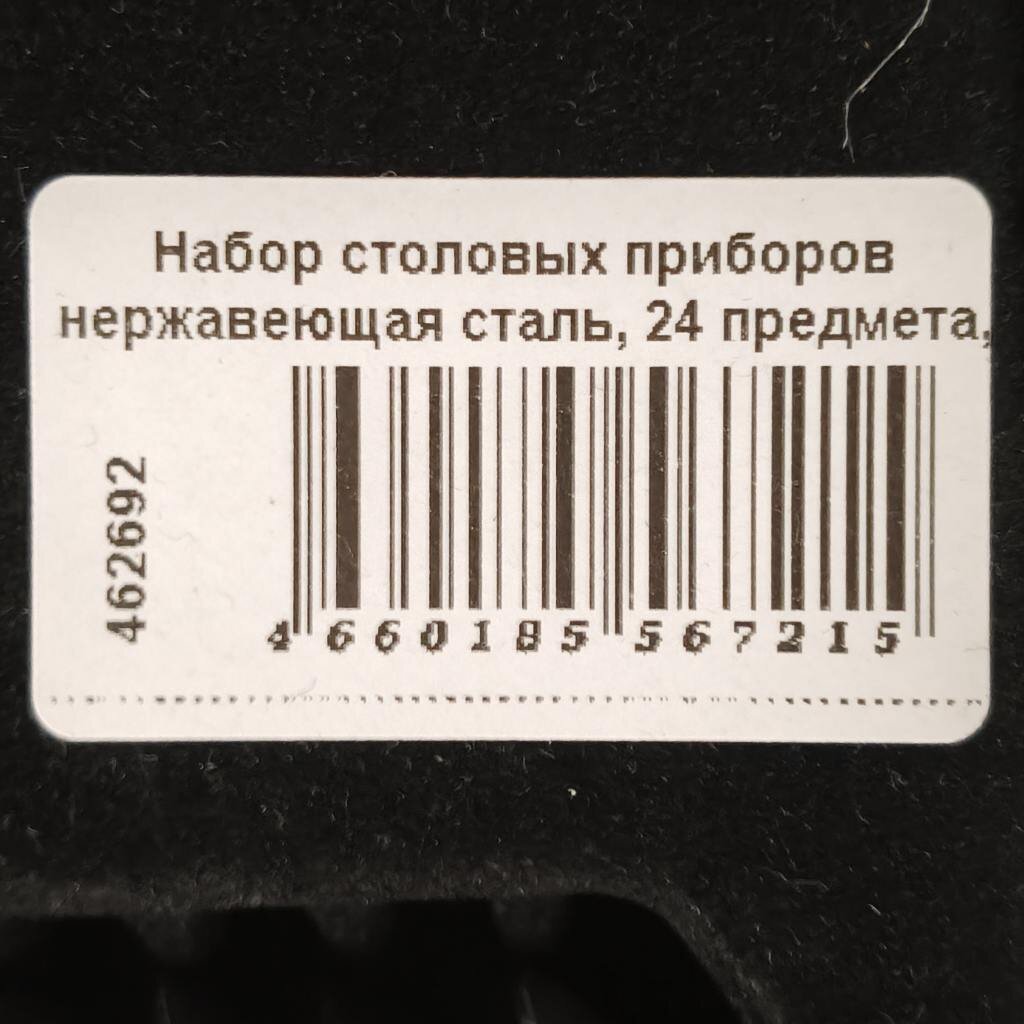 Набор столовых приборов
нержавеющая сталь, 24 предмета,
462692
4 660185 567215